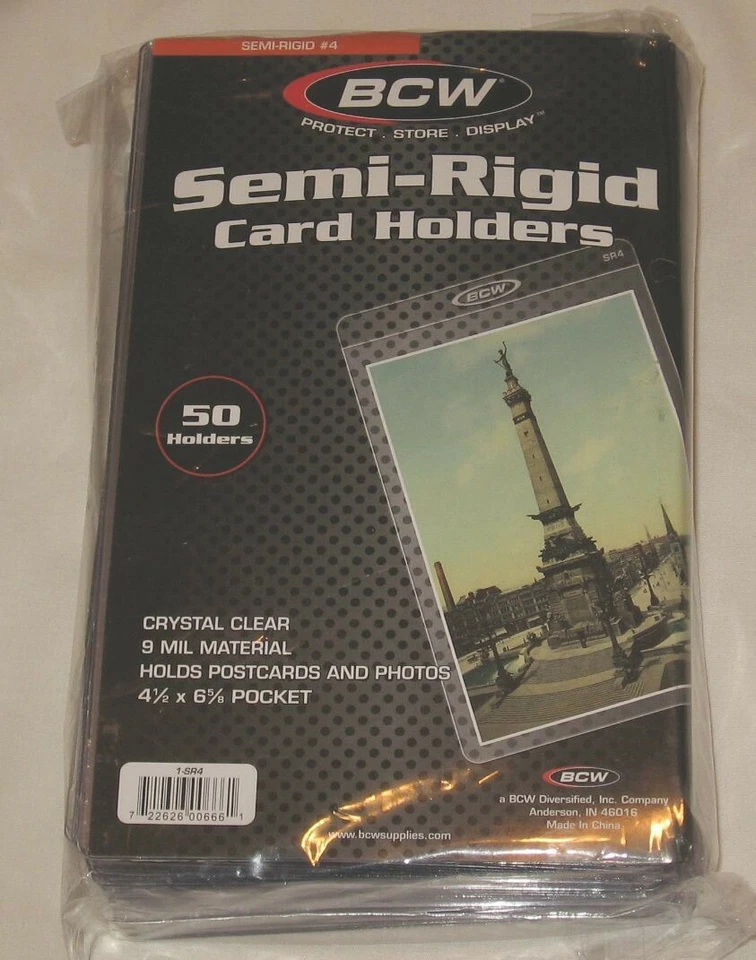 SEMI-RIGID #4
BCW®
PROTECT . STORE . DISPLAY™
Semi-Rigid
Card Holders
SR4
BCW
50
Holders
CRYSTAL CLEAR
9 MIL MATERIAL
HOLDS POSTCARDS AND PHOTOS
4½ x 6⅝ POCKET
1-SR4
7 22626 00666 1
BCW
a BCW Diversified, Inc. Company
Anderson, IN 46016
Made In China
www.bcwsupplies.com